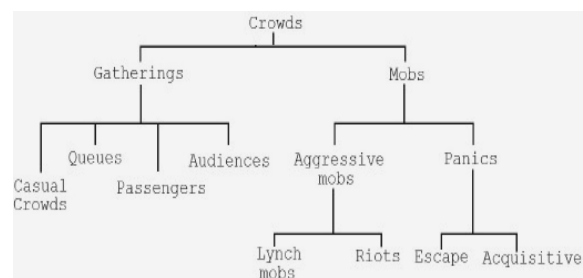 Crowds
Gatherings
Mobs
Casual
Crowds
Queues
Passengers
Audiences
Aggressive
mobs
Panics
Lynch
mobs
Riots
Escape
Acquisitive